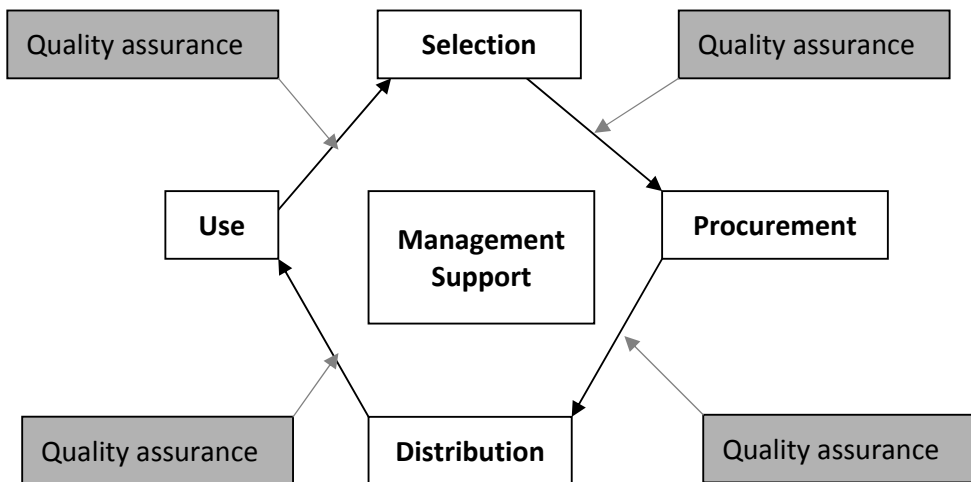 Quality assurance
Selection
Quality assurance
Use
Management
Support
Procurement
Quality assurance
Distribution
Quality assurance